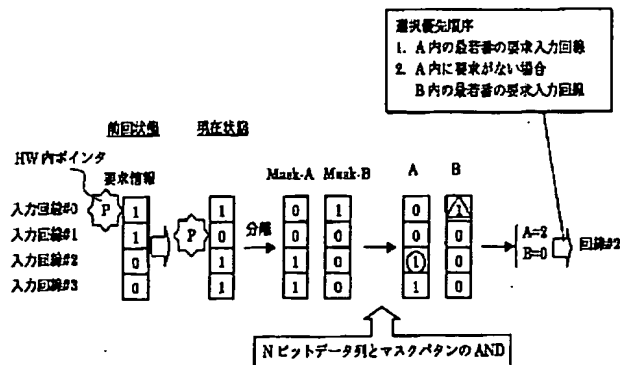 選択優先順序
1. A内の最若番の要求入力回線
2. A内に要求がない場合
B内の最若番の要求入力回線
前回状態
現在状態
HW内ポインタ
要求情報
Mask-A
Mask-B
A
B
入力回線#0
P
1
1
0
1
0
1
入力回線#1
1
P
0
0
0
0
0
分離
A=2
B=0
回線#2
入力回線#2
0
1
1
0
1
0
入力回線#3
0
1
1
0
1
0
Nビットデータ列とマスクパタンのAND